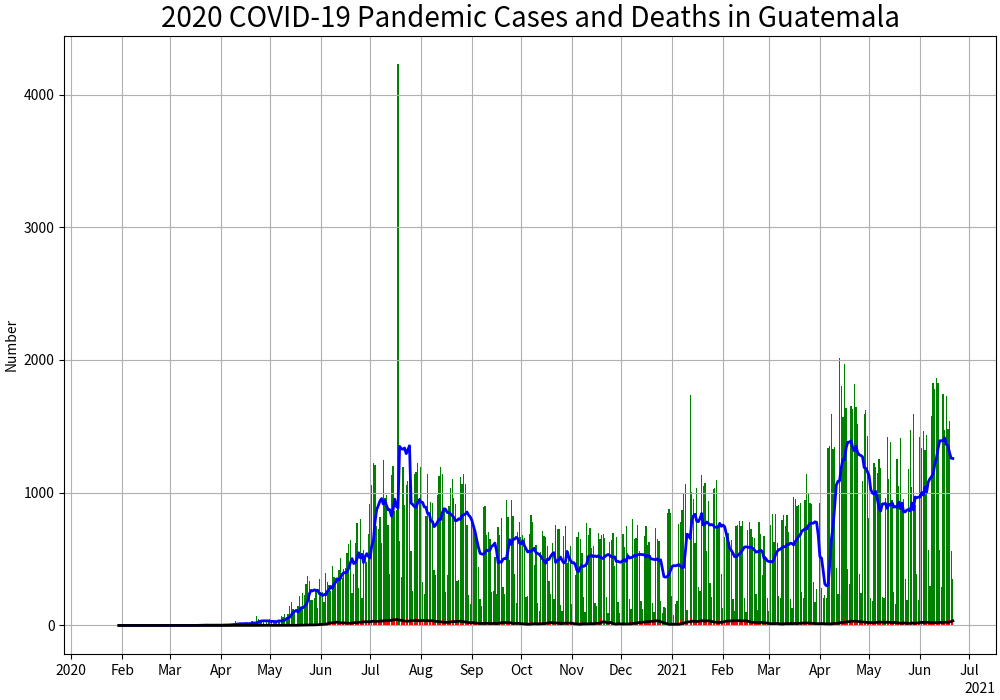 2020 COVID-19 Pandemic Cases and Deaths in Guatemala
Number
4000
3000
2000
1000
0
2020 Feb Mar Apr May Jun Jul Aug Sep Oct Nov Dec 2021 Feb Mar Apr May Jun Jul
2021